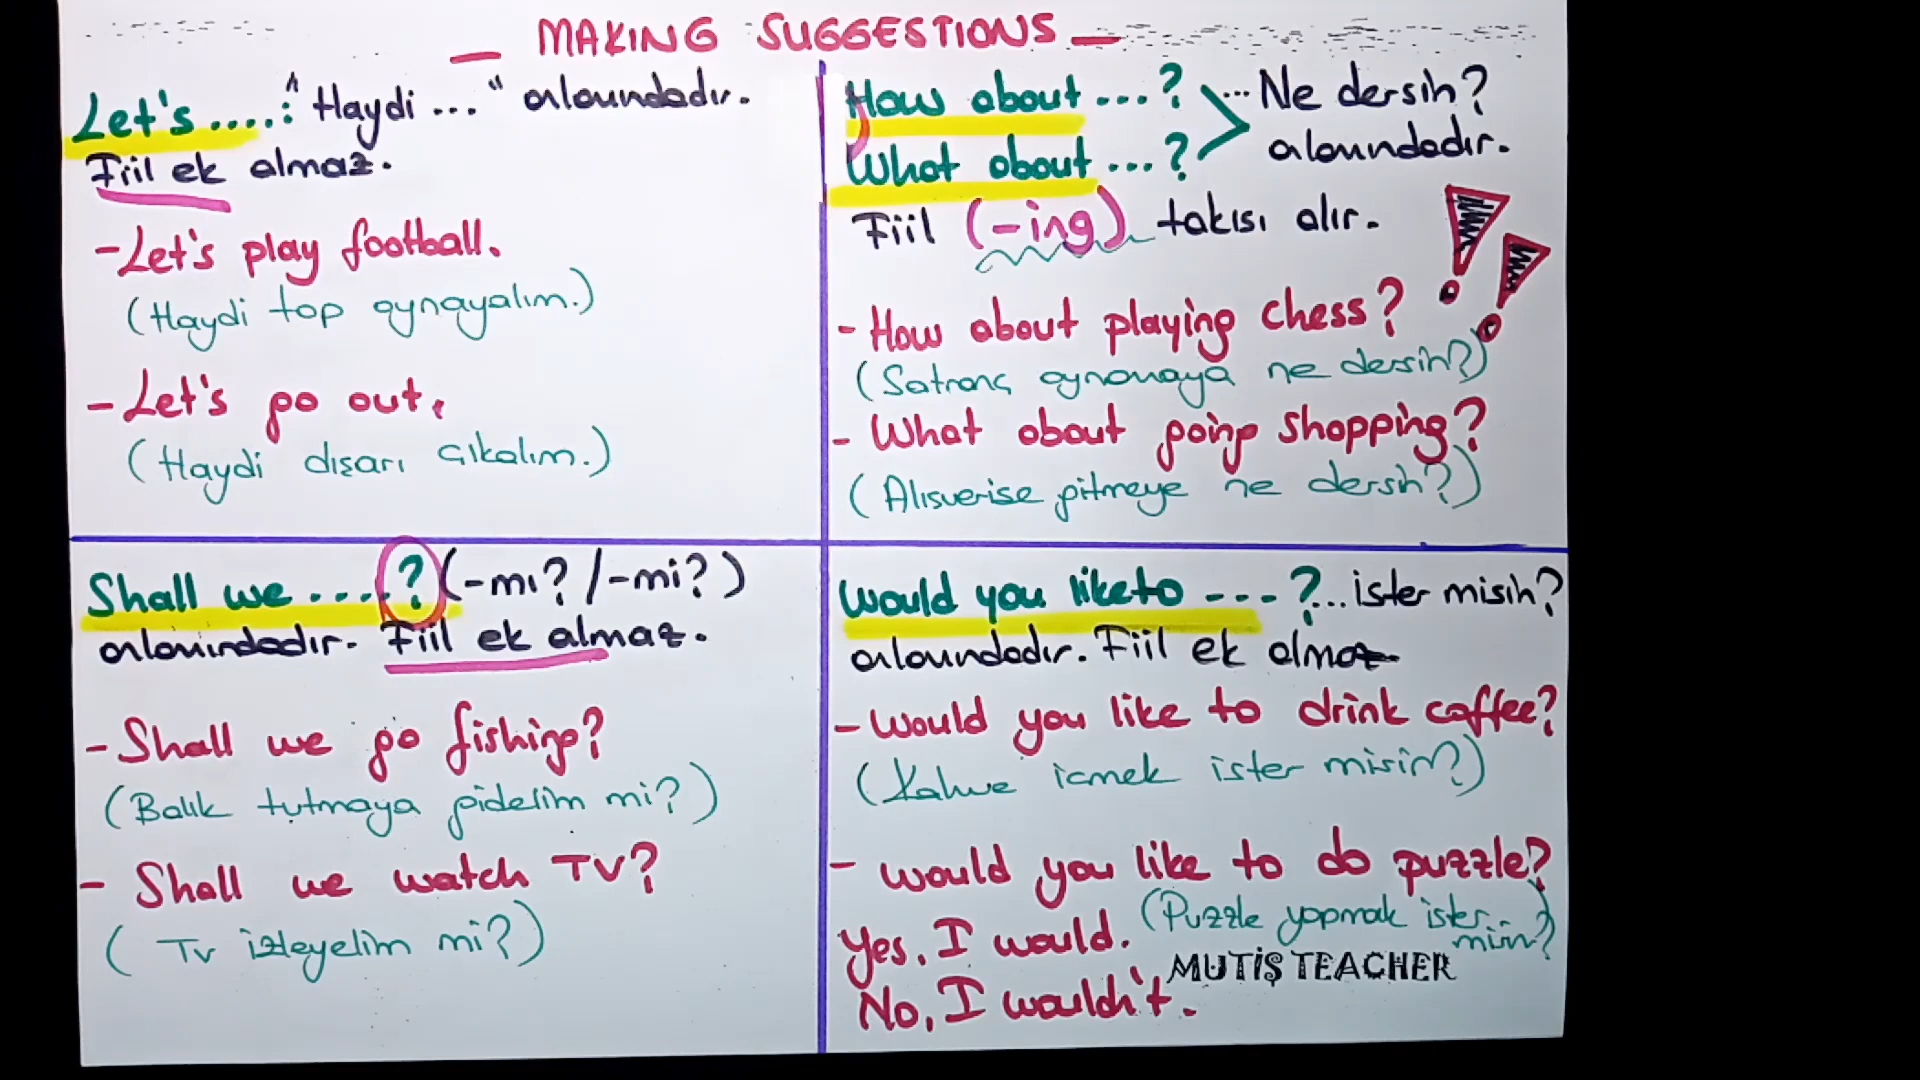 MAKING SUGGESTIONS
Let's ....: "Haydi ..." anlamındadır.
Fiil ek almaz.
- Let's play football.
(Haydi top oynayalım.)
- Let's go out.
(Haydi dışarı çıkalım.)
How about ...?
What about ...?
... Ne dersin?
anlamındadır.
Fiil (-ing) takısı alır.
- How about playing chess?
(Satranç oynamaya ne dersin?)
- What about going shopping?
(Alışverişe gitmeye ne dersin?)
Shall we ....? (-mı? / -mi?)
anlamındadır. Fiil ek almaz.
- Shall we go fishing?
(Balık tutmaya gidelim mi?)
- Shall we watch TV?
(Tv izleyelim mi?)
Would you like to ---? ... ister misin?
anlamındadır. Fiil ek almaz
- Would you like to drink coffee?
(Kahve içmek ister misin?)
- Would you like to do puzzle?
(Puzzle yapmak ister misin?)
Yes, I would.
No, I wouldn't.
MUTİŞ TEACHER